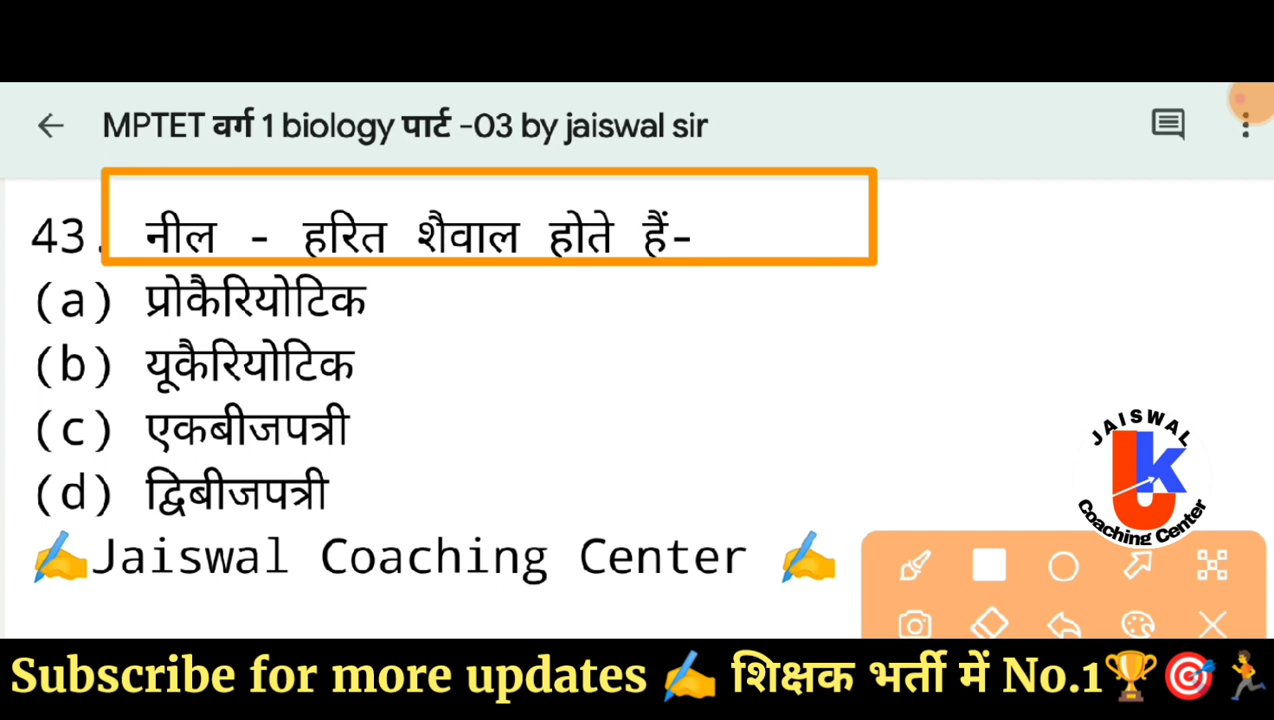 MPTET वर्ग 1 biology पार्ट -03 by jaiswal sir
43. नील - हरित शैवाल होते हैं-
(a) प्रोकैरियोटिक
(b) यूकैरियोटिक
(c) एकबीजपत्री
(d) द्विबीजपत्री
✍️Jaiswal Coaching Center ✍️
JAISWAL
Jk
Coaching Center
Subscribe for more updates ✍️ शिक्षक भर्ती में No.1🏆🎯🏃